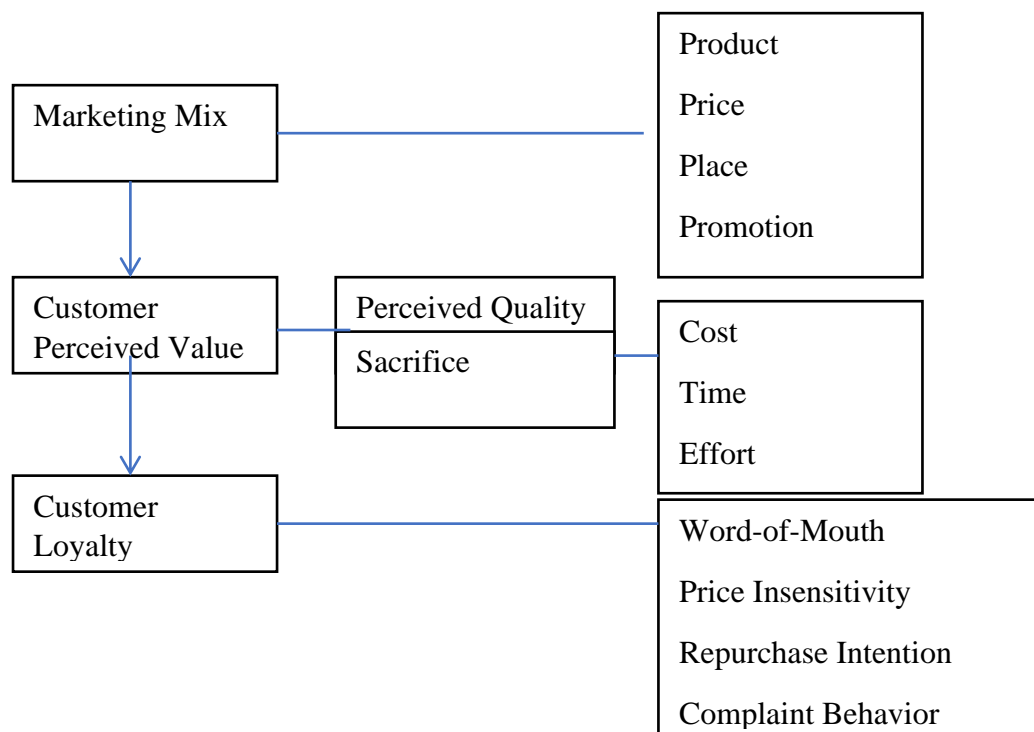 Marketing Mix
Product
Price
Place
Promotion
Customer
Perceived Value
Perceived Quality
Sacrifice
Cost
Time
Effort
Customer
Loyalty
Word-of-Mouth
Price Insensitivity
Repurchase Intention
Complaint Behavior